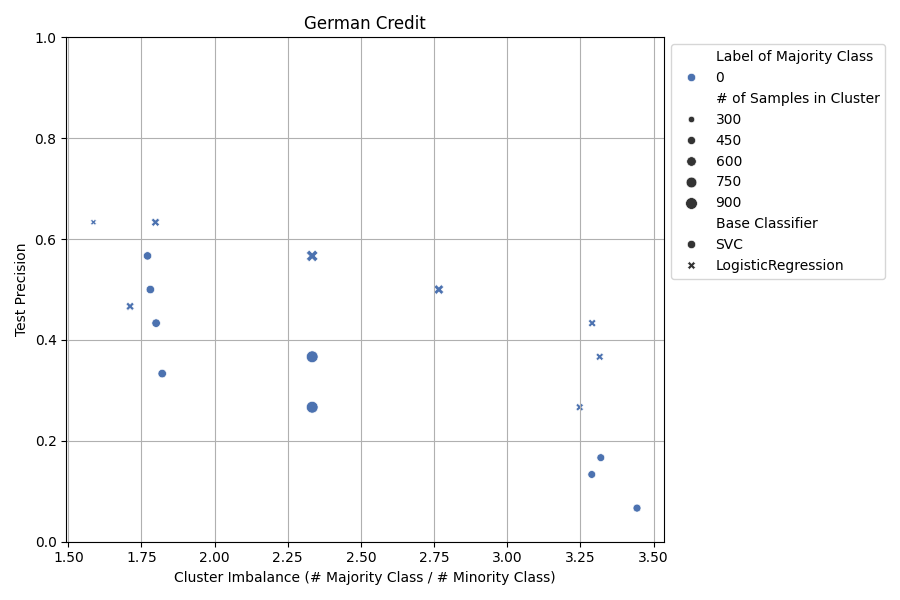 German Credit
Test Precision
1.0
0.8
0.6
0.4
0.2
0.0
1.50 1.75 2.00 2.25 2.50 2.75 3.00 3.25 3.50
Cluster Imbalance (# Majority Class / # Minority Class)
Label of Majority Class
0
# of Samples in Cluster
300
450
600
750
900
Base Classifier
SVC
LogisticRegression